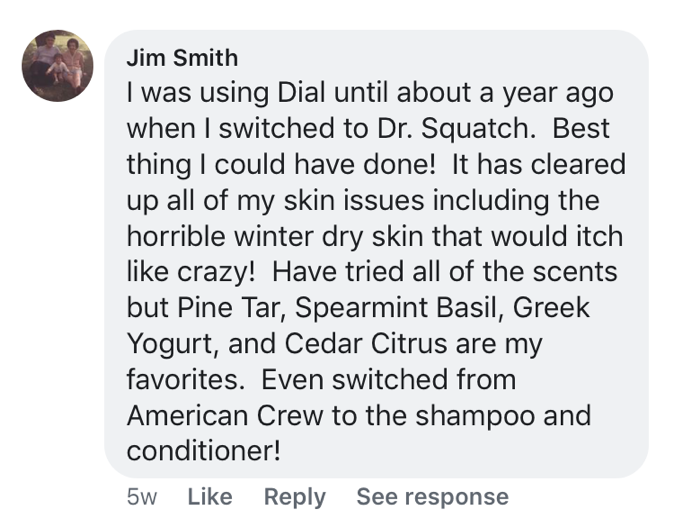 Jim Smith
I was using Dial until about a year ago
when I switched to Dr. Squatch.  Best
thing I could have done!  It has cleared
up all of my skin issues including the
horrible winter dry skin that would itch
like crazy!  Have tried all of the scents
but Pine Tar, Spearmint Basil, Greek
Yogurt, and Cedar Citrus are my
favorites.  Even switched from
American Crew to the shampoo and
conditioner!
5w Like Reply See response